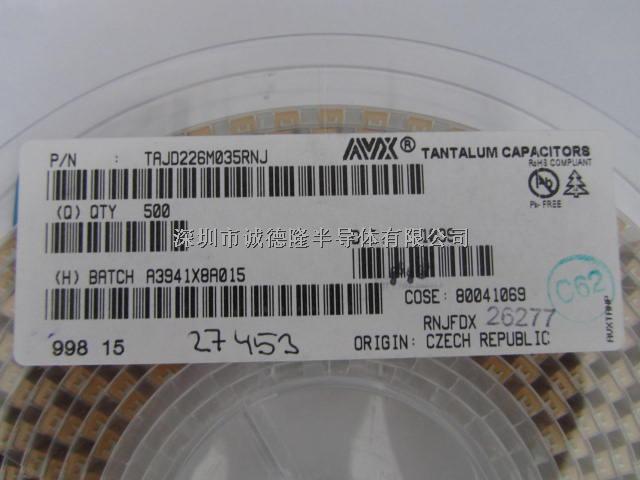 P/N : TAJD226M035RNJ
AVX® TANTALUM CAPACITORS
RoHS COMPLIANT
Pb
Pb- FREE
(Q) QTY 500
深圳市诚德隆半导体有限公司
(H) BATCH A3941X8A015
COSE: 80041069
C62
RNJFDX 26277
998 15
27453
ORIGIN: CZECH REPUBLIC